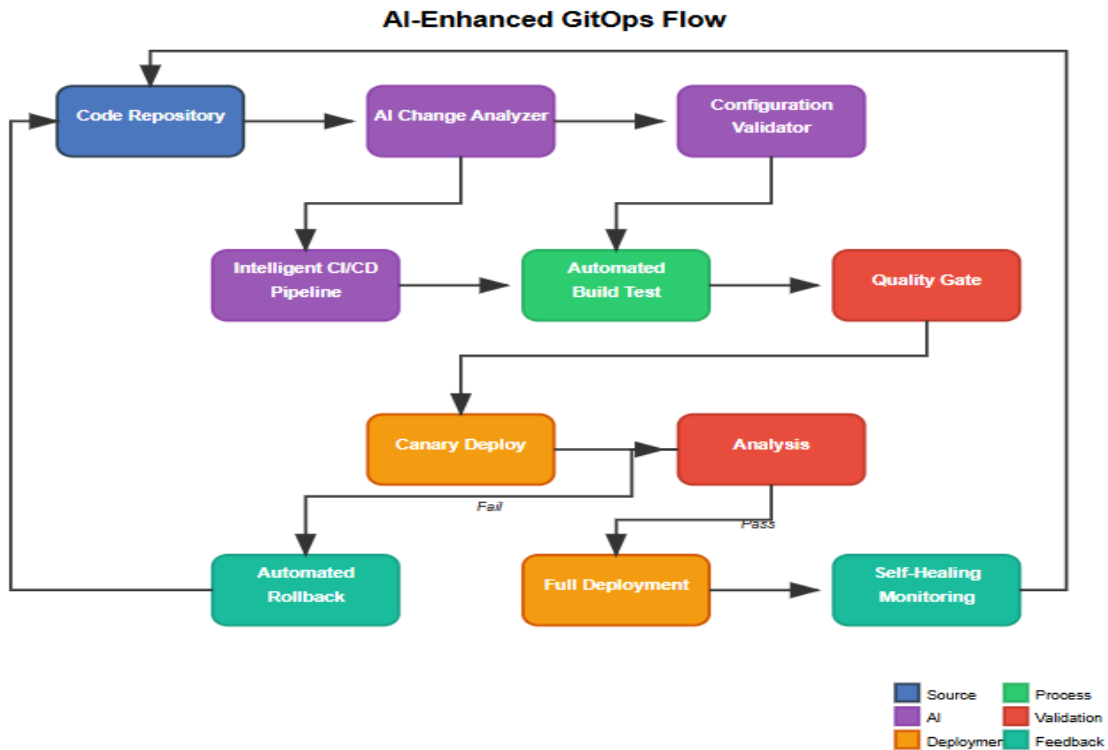 AI-Enhanced GitOps Flow
Code Repository
AI Change Analyzer
Configuration
Validator
Intelligent CI/CD
Pipeline
Automated
Build Test
Quality Gate
Canary Deploy
Analysis
Fail
Pass
Automated
Rollback
Full Deployment
Self-Healing
Monitoring
Source
Process
AI
Validation
Deployment
Feedback